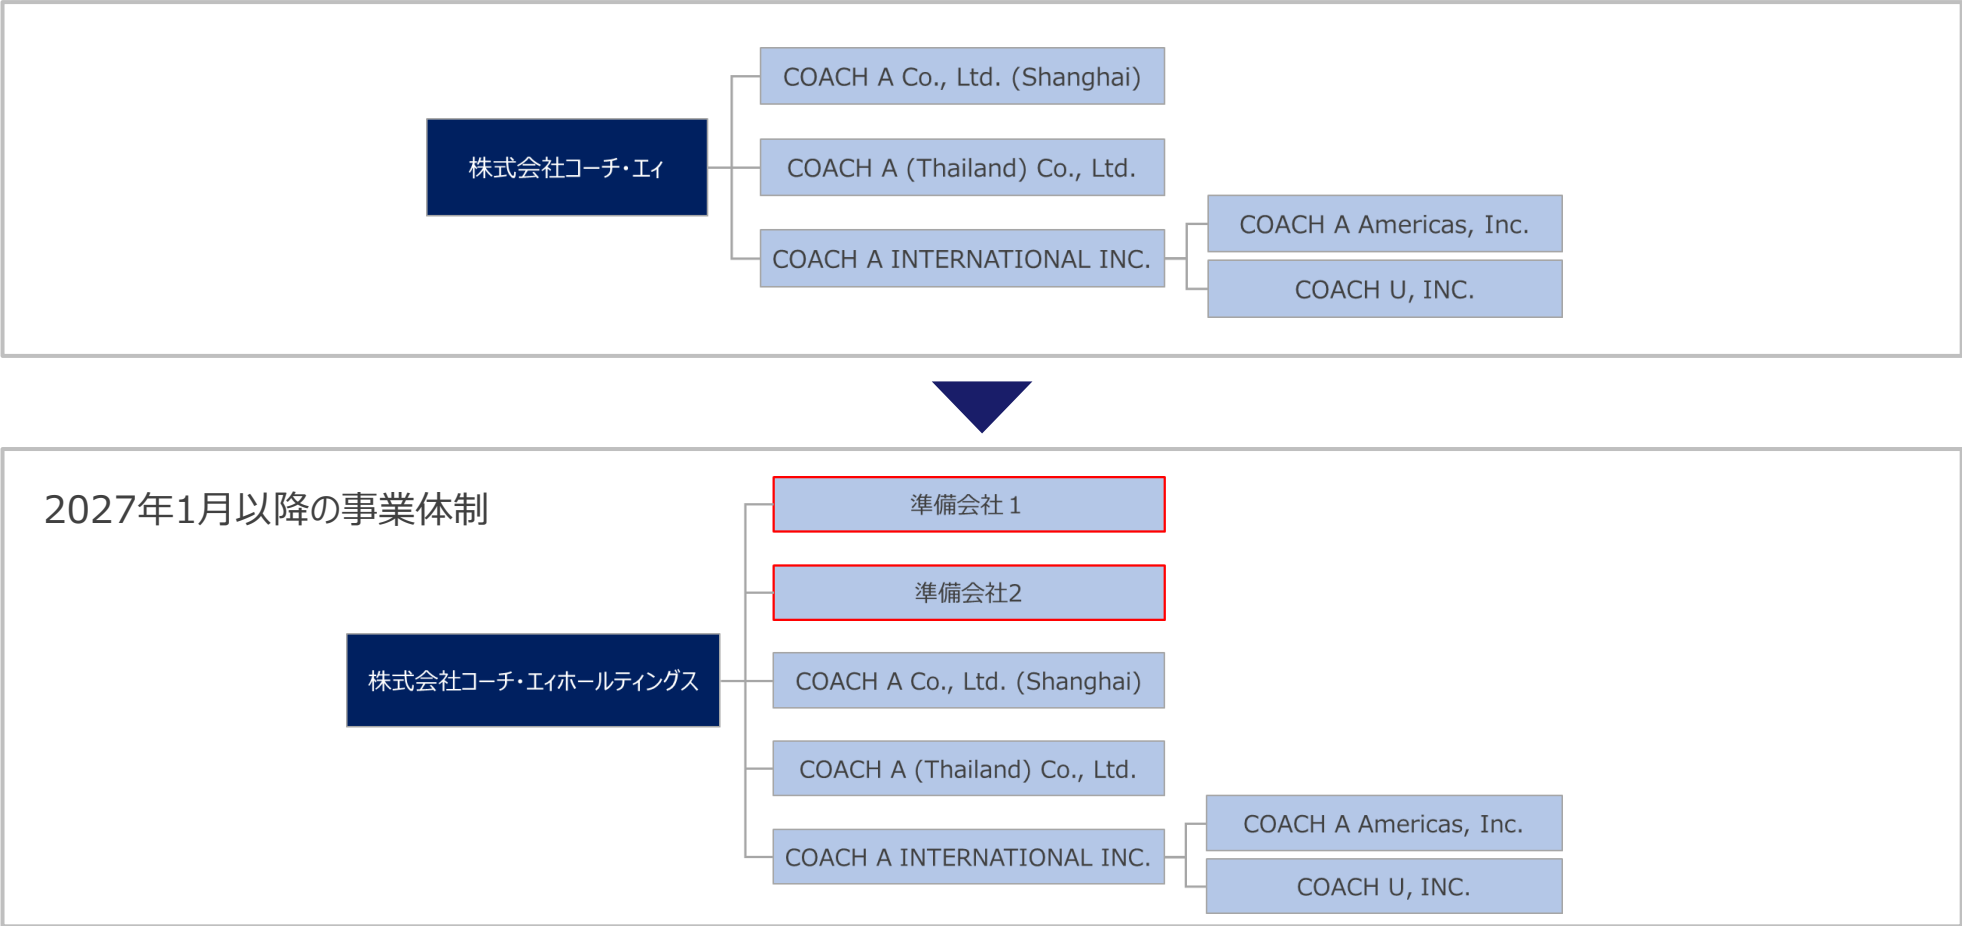 COACH A Co., Ltd. (Shanghai)
株式会社コーチ・エィ
COACH A (Thailand) Co., Ltd.
COACH A Americas, Inc.
COACH A INTERNATIONAL INC.
COACH U, INC.
2027年1月以降の事業体制
準備会社１
準備会社2
株式会社コーチ・エィホールティングス
COACH A Co., Ltd. (Shanghai)
COACH A (Thailand) Co., Ltd.
COACH A Americas, Inc.
COACH A INTERNATIONAL INC.
COACH U, INC.